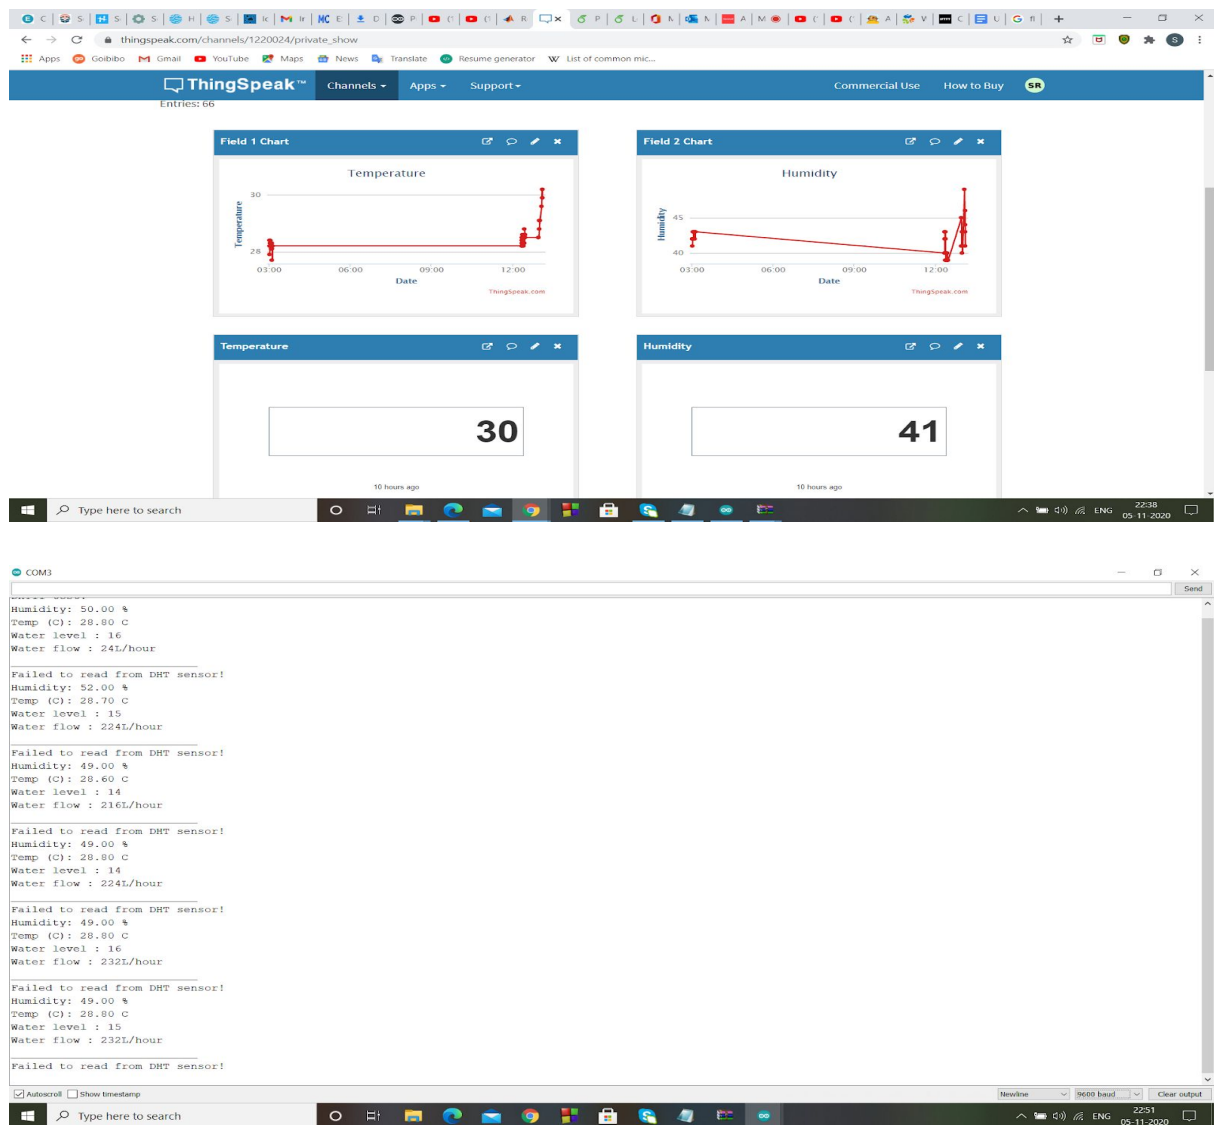 thingspeak.com/channels/1220024/private_show
Apps Goibibo Gmail YouTube Maps News Translate Resume generator List of common mic...
ThingSpeak™ Channels Apps Support Commercial Use How to Buy SR
Entries: 66
Field 1 Chart
Temperature
Temperature
30
28
03:00 06:00 09:00 12:00
Date
ThingSpeak.com
Field 2 Chart
Humidity
Humidity
45
40
03:00 06:00 09:00 12:00
Date
ThingSpeak.com
Temperature
30
10 hours ago
Humidity
41
10 hours ago
Type here to search
ENG
22:38
05-11-2020
COM3
Send
Humidity: 50.00 %
Temp (C): 28.80 C
Water level : 16
Water flow : 24L/hour
Failed to read from DHT sensor!
Humidity: 52.00 %
Temp (C): 28.70 C
Water level : 15
Water flow : 224L/hour
Failed to read from DHT sensor!
Humidity: 49.00 %
Temp (C): 28.60 C
Water level : 14
Water flow : 216L/hour
Failed to read from DHT sensor!
Humidity: 49.00 %
Temp (C): 28.80 C
Water level : 14
Water flow : 224L/hour
Failed to read from DHT sensor!
Humidity: 49.00 %
Temp (C): 28.80 C
Water level : 16
Water flow : 232L/hour
Failed to read from DHT sensor!
Humidity: 49.00 %
Temp (C): 28.80 C
Water level : 15
Water flow : 232L/hour
Failed to read from DHT sensor!
Autoscroll Show timestamp Newline 9600 baud Clear output
Type here to search
ENG
22:51
05-11-2020